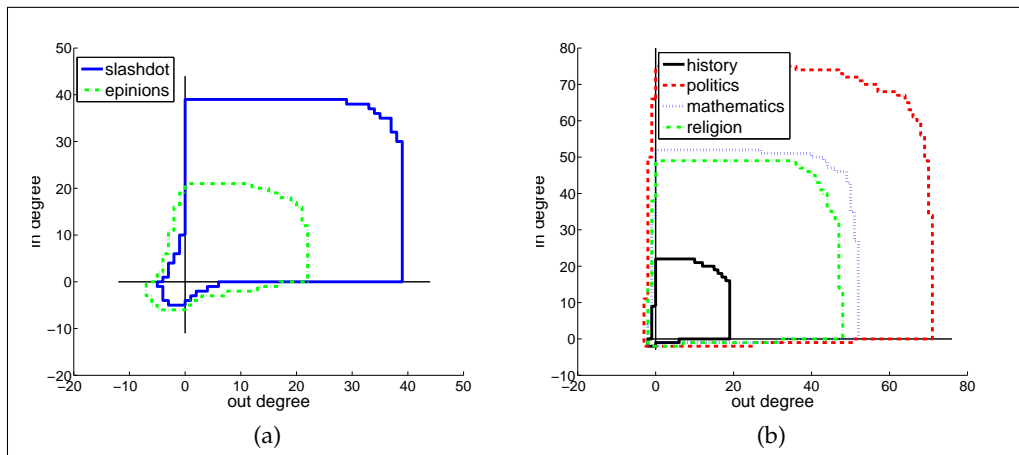 50
40
30
20
10
0
−10
−20
in degree
slashdot
epinions
−20 −10 0 10 20 30 40 50
out degree
(a)
80
70
60
50
40
30
20
10
0
−10
in degree
history
politics
mathematics
religion
−20 0 20 40 60 80
out degree
(b)